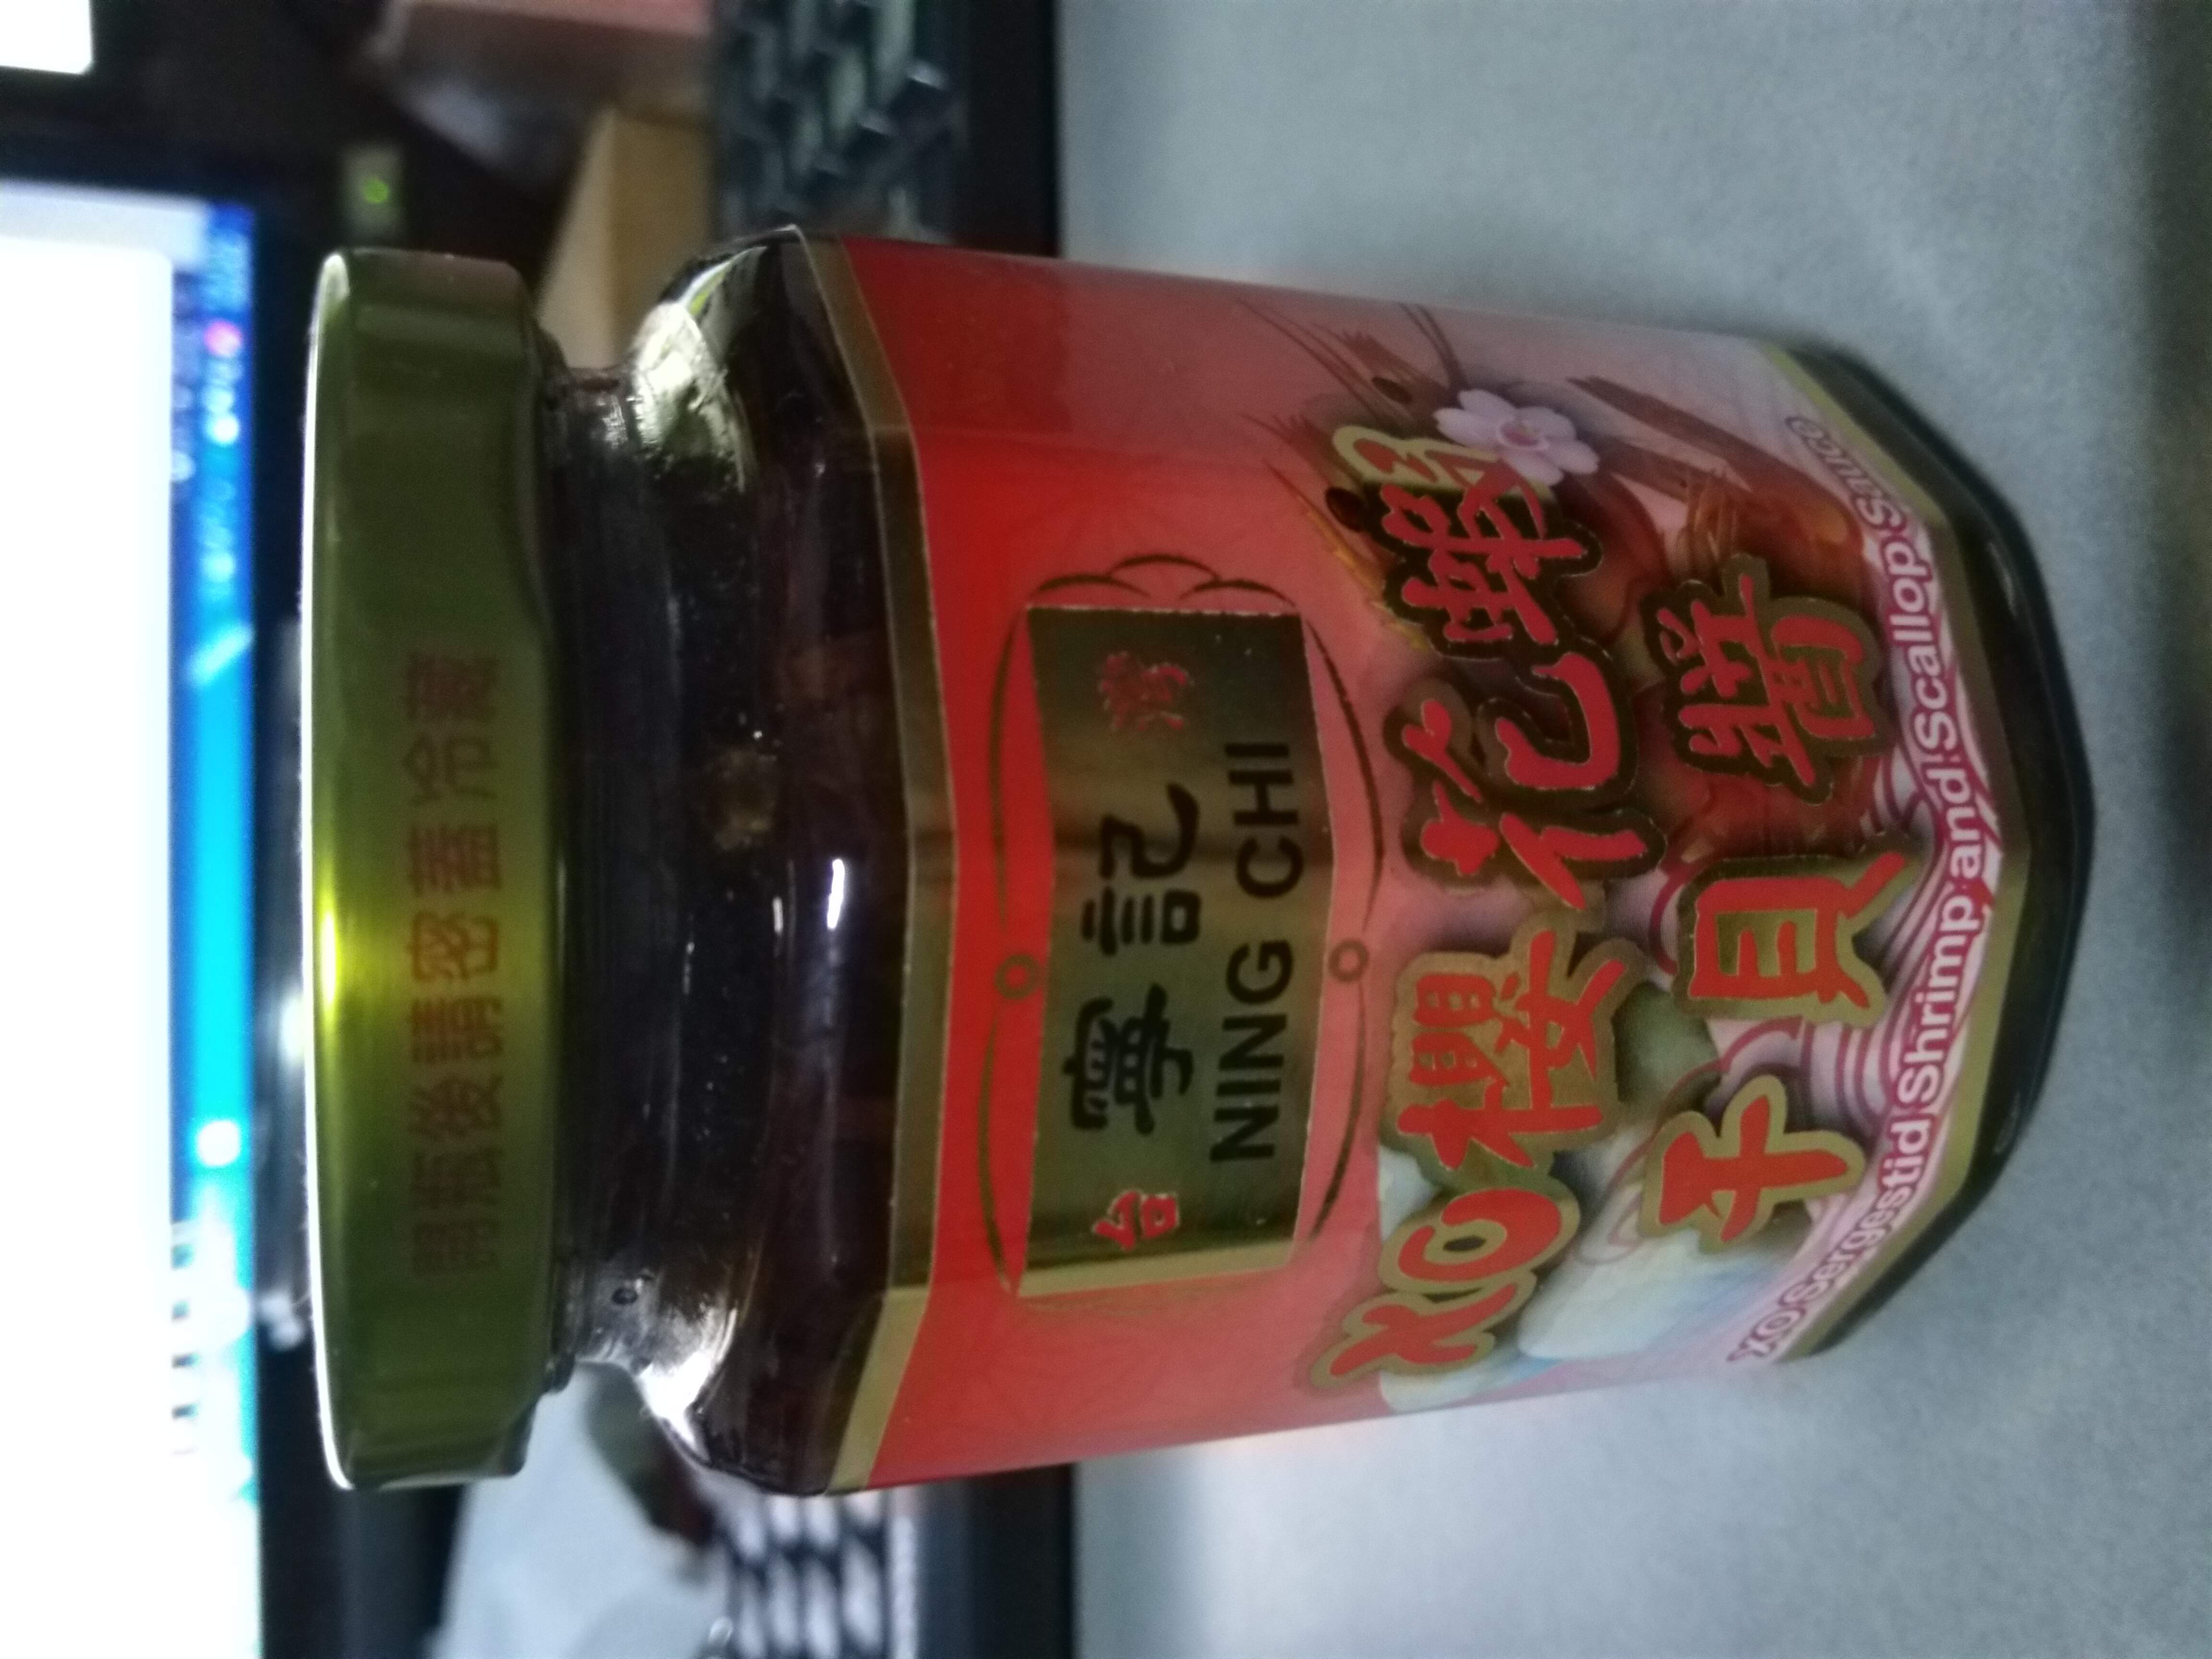 開瓶後請密蓋冷藏
台 寧記 灣
NING CHI
XO櫻花蝦
干貝醬
XO Sergestid Shrimp and Scallop Sauce